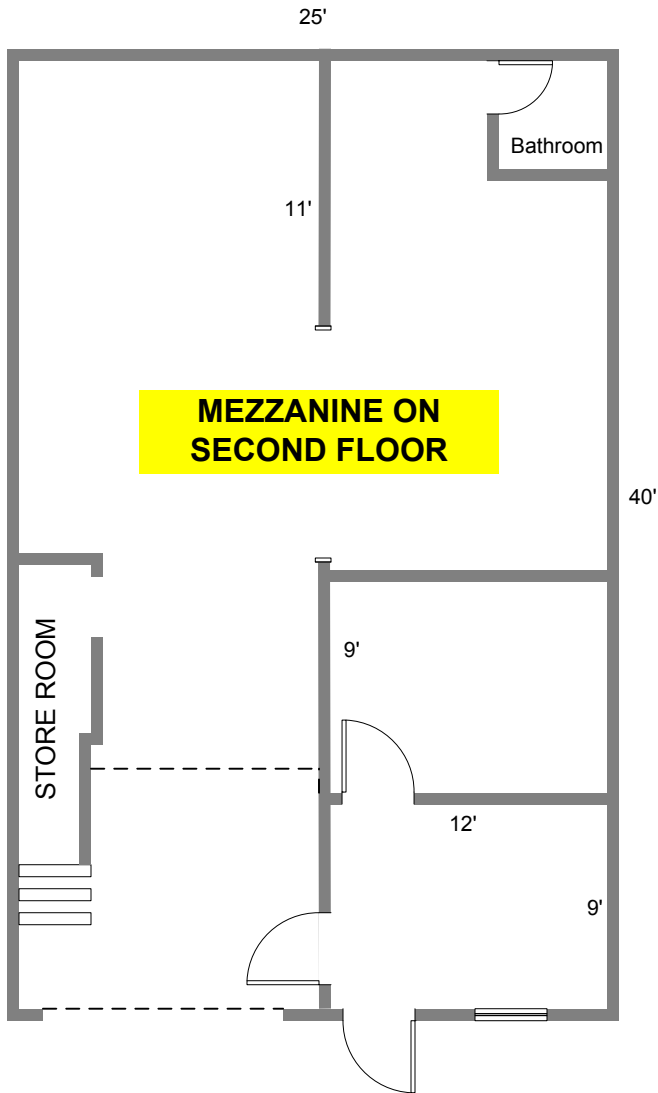 25'
Bathroom
11'
MEZZANINE ON
SECOND FLOOR
40'
STORE ROOM
9'
12'
9'